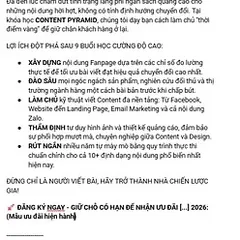 Đã đến lúc chấm dứt tình trạng lãng phí ngân sách quảng cáo cho
những nội dung hời hợt, không có tính định hướng chuyển đổi. Tại
khóa học CONTENT PYRAMID, chúng tôi dạy bạn cách làm chủ "thời
điểm vàng" để giữ chân khách hàng ở lại.
LỢI ÍCH ĐỘT PHÁ SAU 9 BUỔI HỌC CƯỜNG ĐỘ CAO:
● XÂY DỰNG nội dung Fanpage dựa trên các chỉ số đo lường
thực tế để tối ưu bài viết đạt hiệu quả chuyển đổi cao nhất.
● ĐÀO SÂU mọi ngóc ngách sản phẩm, nghiên cứu đối thủ và thị
trường ngành hàng một cách bài bản trước khi chấp bút.
● LÀM CHỦ kỹ thuật viết Content đa nền tảng: Từ Facebook,
Website đến Landing Page, Email Marketing và cả nội dung
Zalo.
● THẨM ĐỊNH tư duy hình ảnh và thiết kế quảng cáo, đảm bảo
sự phối hợp mượt mà, chuyên nghiệp giữa Content và Design.
● RÚT NGẮN nhiều năm tự mày mò bằng quy trình thực thi
chuẩn chỉnh cho cả 10+ định dạng nội dung phổ biến nhất
hiện nay.
ĐỪNG CHỈ LÀ NGƯỜI VIẾT BÀI, HÃY TRỞ THÀNH NHÀ CHIẾN LƯỢC
GIA!
🚀 ĐĂNG KÝ NGAY - GIỮ CHỖ CÓ HẠN ĐỂ NHẬN ƯU ĐÃI [...] 2026:
(Mẫu ưu đãi hiện hành)
--------------------